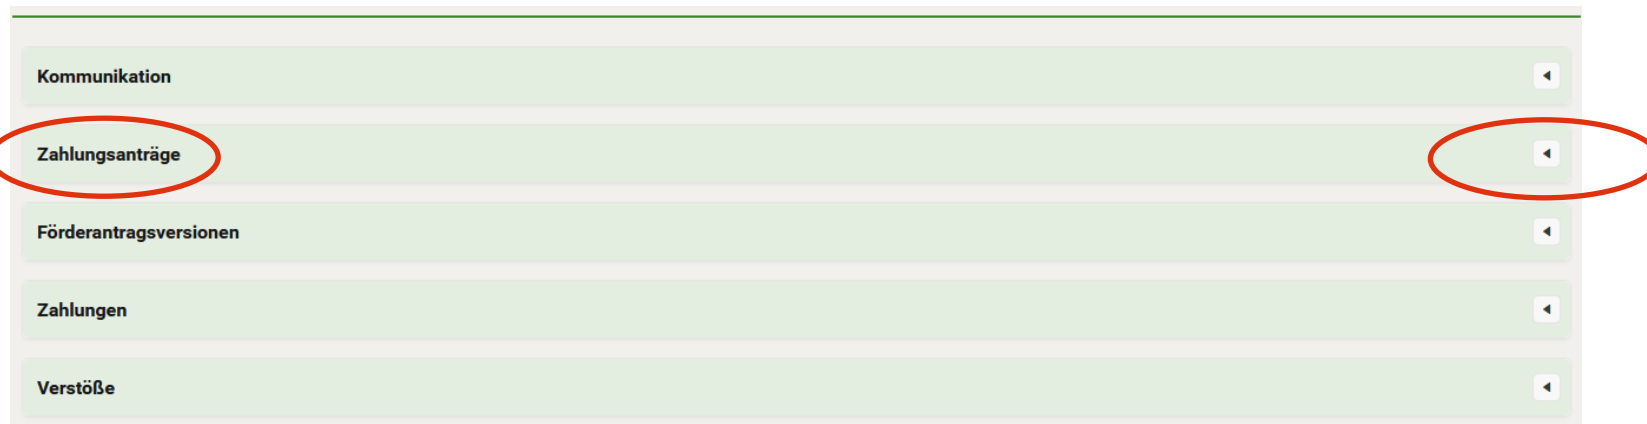 Kommunikation
Zahlungsanträge
Förderantragsversionen
Zahlungen
Verstöße